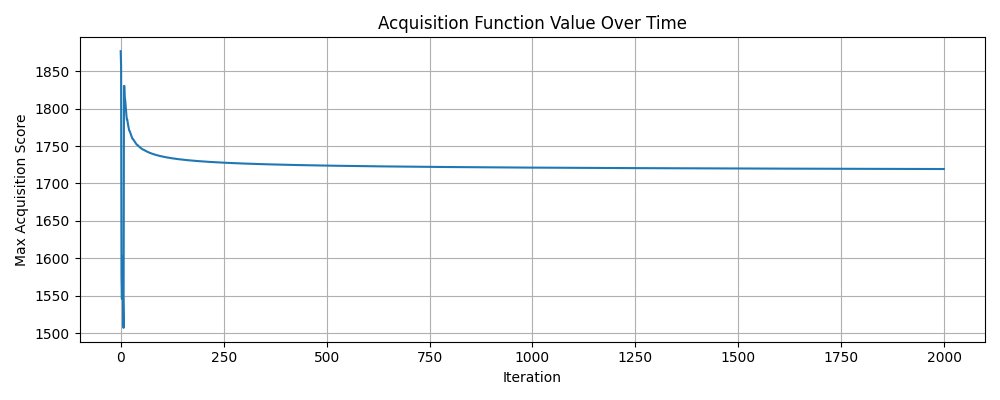 Acquisition Function Value Over Time
Max Acquisition Score
1850
1800
1750
1700
1650
1600
1550
1500
0 250 500 750 1000 1250 1500 1750 2000
Iteration